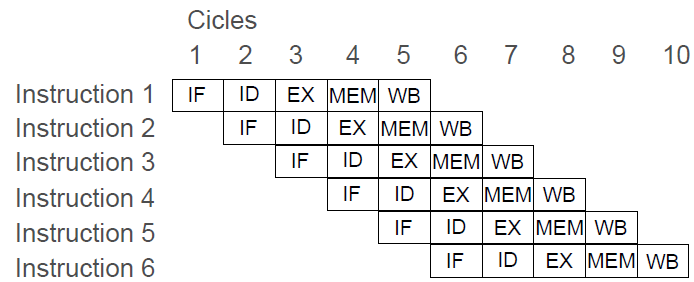 Cicles
1 2 3 4 5 6 7 8 9 10
Instruction 1 IF ID EX MEM WB
Instruction 2 IF ID EX MEM WB
Instruction 3 IF ID EX MEM WB
Instruction 4 IF ID EX MEM WB
Instruction 5 IF ID EX MEM WB
Instruction 6 IF ID EX MEM WB